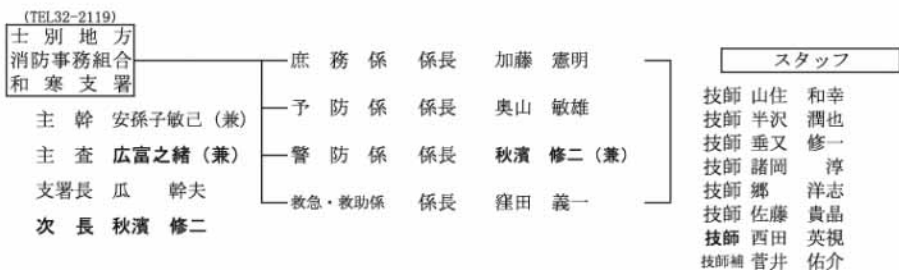 (TEL32-2119)
士別地方
消防事務組合
和寒支署
主幹 安孫子敏己（兼）
主査 広富之緒（兼）
支署長 瓜 幹夫
次長 秋濱 修二
庶務係 係長 加藤 憲明
予防係 係長 奥山 敏雄
警防係 係長 秋濱 修二（兼）
救急・救助係 係長 窪田 義一
スタッフ
技師 山住 和幸
技師 半沢 潤也
技師 垂又 修一
技師 諸岡 淳
技師 郷 洋志
技師 佐藤 貴晶
技師 西田 英視
技師補 菅井 佑介